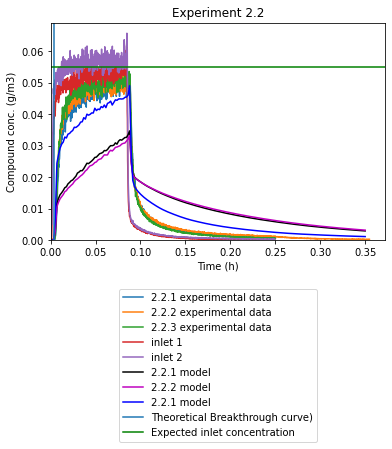 Experiment 2.2
Compound conc. (g/m3)
0.06
0.05
0.04
0.03
0.02
0.01
0.00
0.00 0.05 0.10 0.15 0.20 0.25 0.30 0.35
Time (h)
2.2.1 experimental data
2.2.2 experimental data
2.2.3 experimental data
inlet 1
inlet 2
2.2.1 model
2.2.2 model
2.2.1 model
Theoretical Breakthrough curve)
Expected inlet concentration